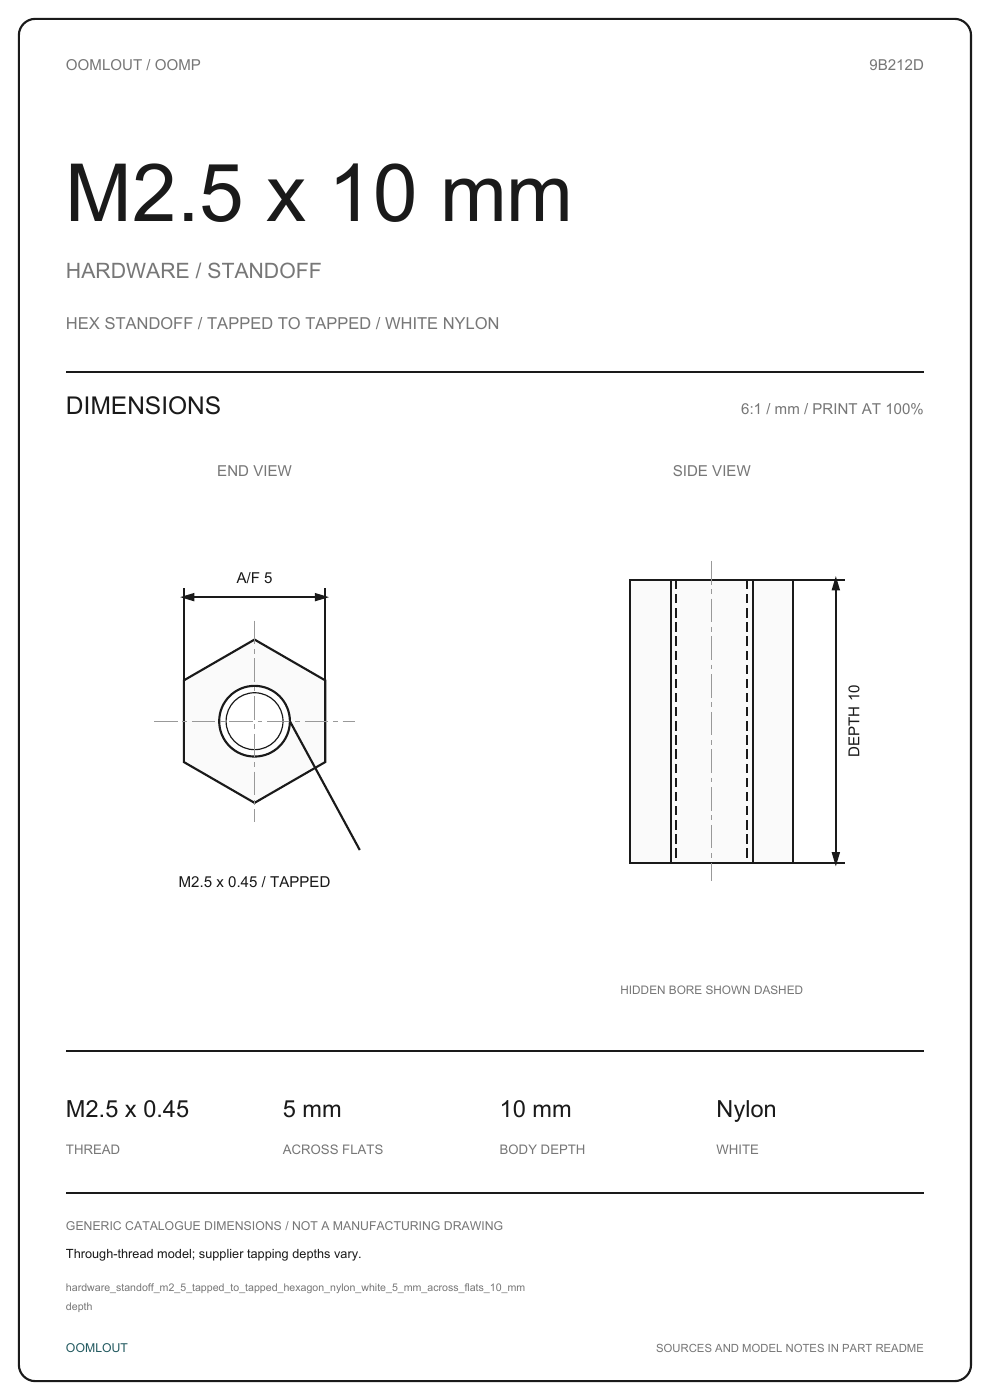 OOMLOUT / OOMP
9B212D
M2.5 x 10 mm
HARDWARE / STANDOFF
HEX STANDOFF / TAPPED TO TAPPED / WHITE NYLON
DIMENSIONS
6:1 / mm / PRINT AT 100%
END VIEW
SIDE VIEW
A/F 5
DEPTH 10
M2.5 x 0.45 / TAPPED
HIDDEN BORE SHOWN DASHED
M2.5 x 0.45
5 mm
10 mm
Nylon
THREAD
ACROSS FLATS
BODY DEPTH
WHITE
GENERIC CATALOGUE DIMENSIONS / NOT A MANUFACTURING DRAWING
Through-thread model; supplier tapping depths vary.
hardware_standoff_m2_5_tapped_to_tapped_hexagon_nylon_white_5_mm_across_flats_10_mm
depth
OOMLOUT
SOURCES AND MODEL NOTES IN PART README